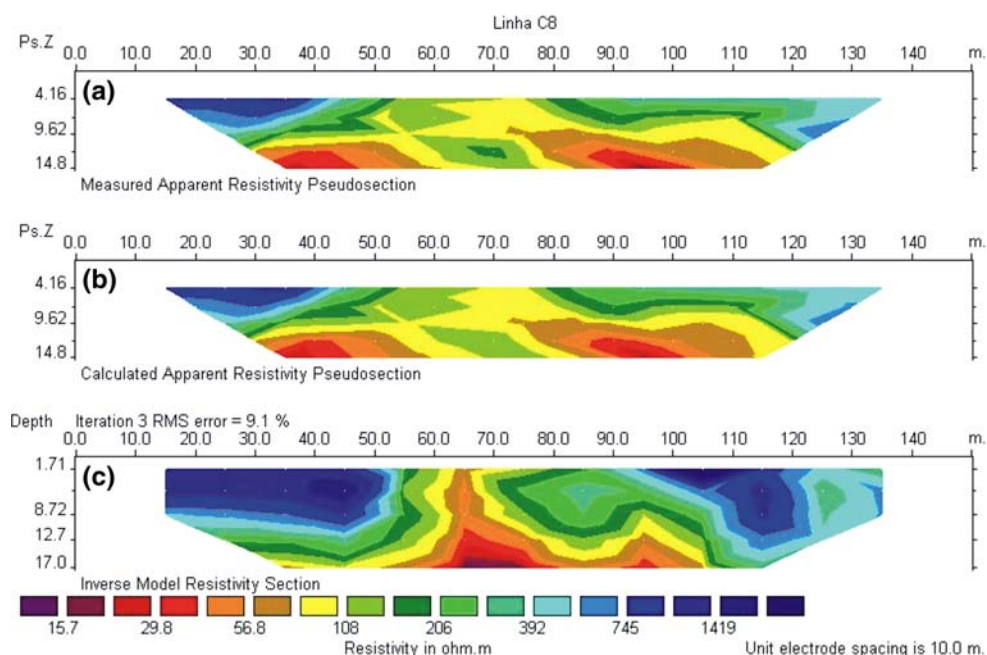 Linha C8
Ps.Z
0.0 10.0 20.0 30.0 40.0 50.0 60.0 70.0 80.0 90.0 100 110 120 130 140 m.
(a)
4.16
9.62
14.8
Measured Apparent Resistivity Pseudosection
Ps.Z
0.0 10.0 20.0 30.0 40.0 50.0 60.0 70.0 80.0 90.0 100 110 120 130 140 m.
(b)
4.16
9.62
14.8
Calculated Apparent Resistivity Pseudosection
Depth Iteration 3 RMS error = 9.1 %
0.0 10.0 20.0 30.0 40.0 50.0 60.0 70.0 80.0 90.0 100 110 120 130 140 m.
1.71
(c)
8.72
12.7
17.0
Inverse Model Resistivity Section
15.7 29.8 56.8 108 206 392 745 1419
Resistivity in ohm.m Unit electrode spacing is 10.0 m.